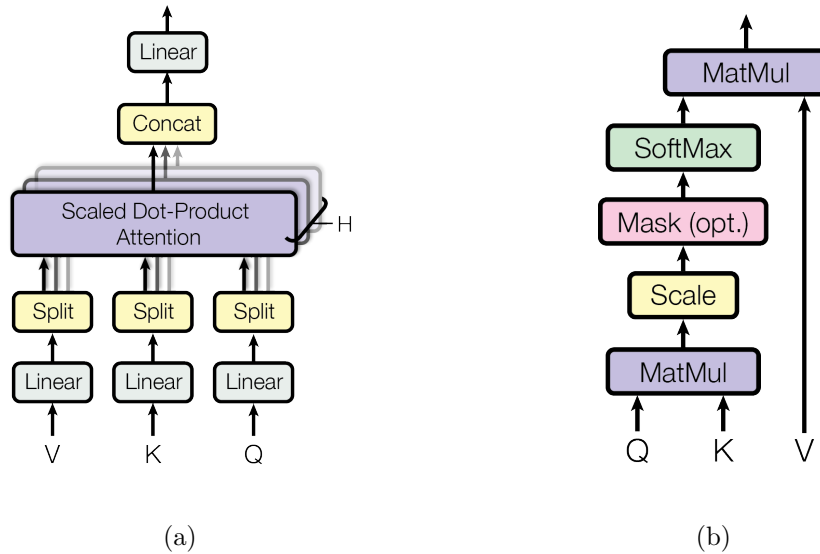 Linear
Concat
Scaled Dot-Product
Attention
H
Split Split Split
Linear Linear Linear
V K Q
(a)
MatMul
SoftMax
Mask (opt.)
Scale
MatMul
Q K V
(b)